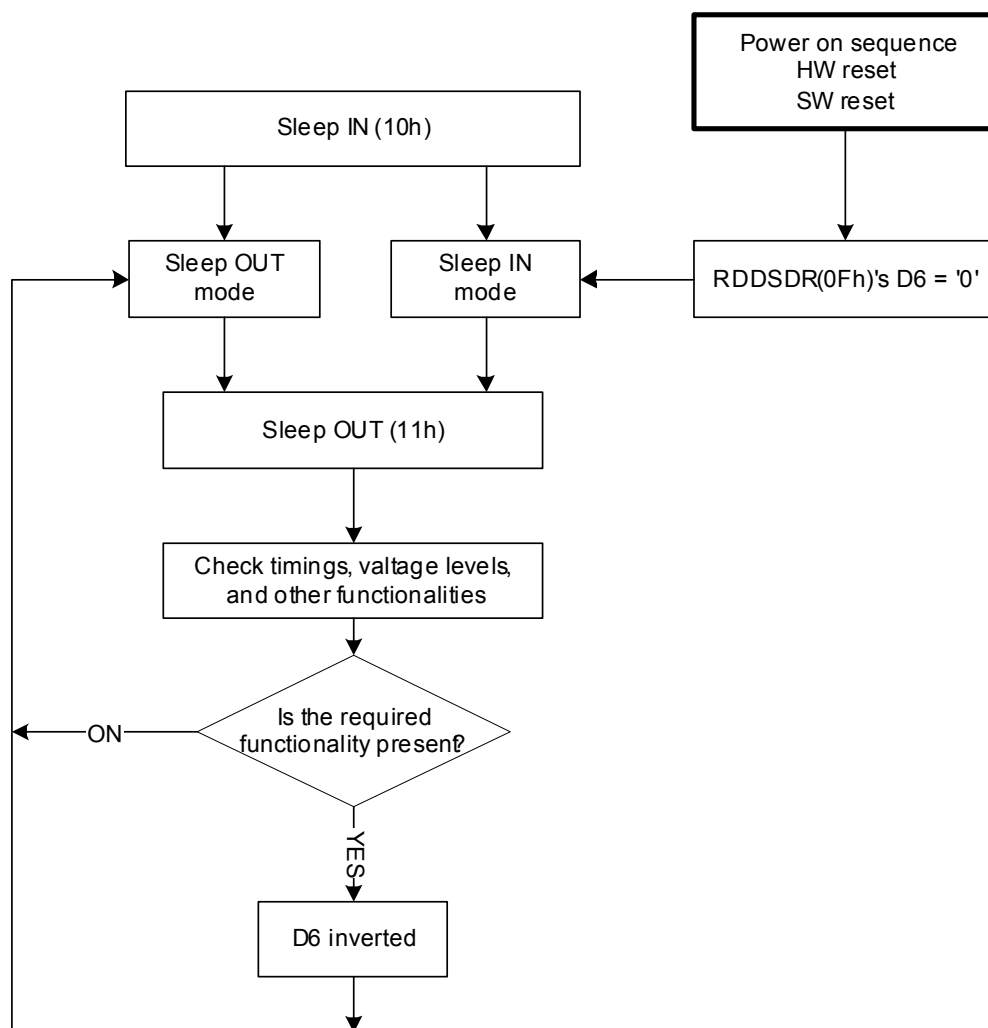 Power on sequence
HW reset
SW reset
Sleep IN (10h)
Sleep OUT
mode
Sleep IN
mode
RDDSDR(0Fh)'s D6 = '0'
Sleep OUT (11h)
Check timings, valtage levels,
and other functionalities
Is the required
functionality present?
ON
YES
D6 inverted